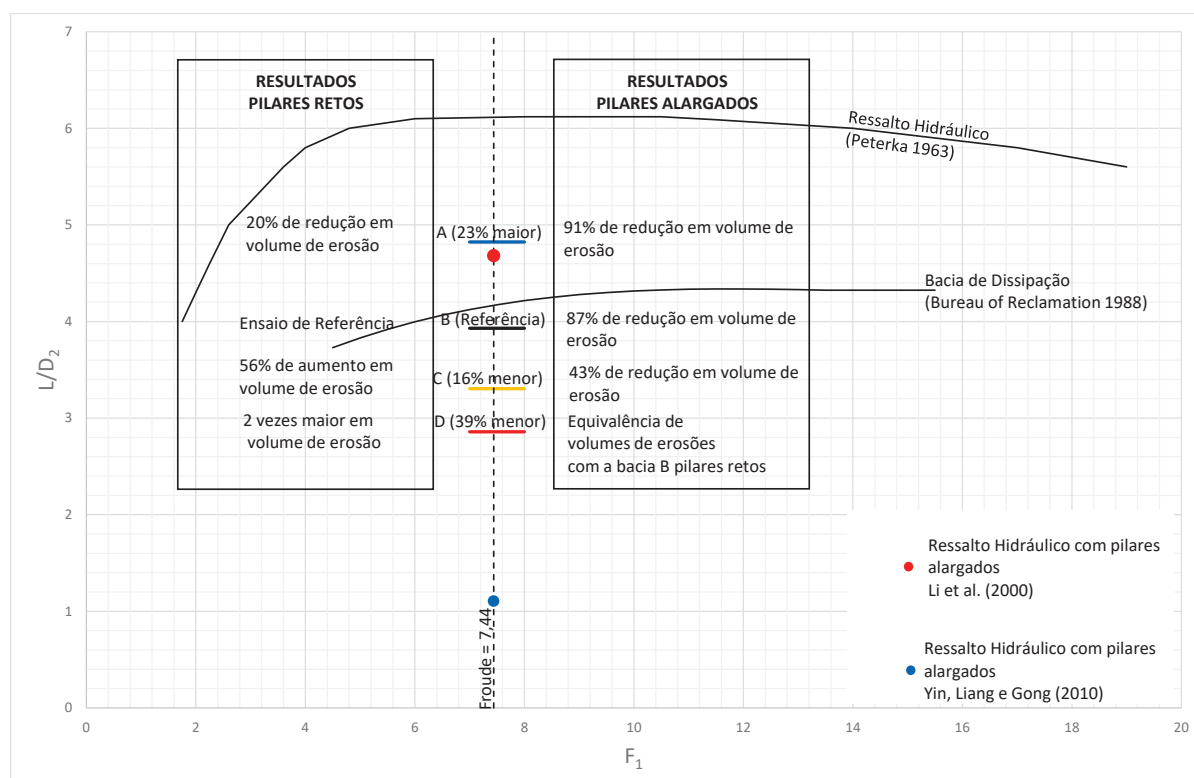 7
6
5
4
3
2
1
0
L/D2
RESULTADOS
PILARES RETOS
20% de redução em
volume de erosão
Ensaio de Referência
56% de aumento em
volume de erosão
2 vezes maior em
volume de erosão
A (23% maior)
B (Referência)
C (16% menor)
D (39% menor)
Froude = 7,44
RESULTADOS
PILARES ALARGADOS
91% de redução em volume de
erosão
87% de redução em volume de
erosão
43% de redução em volume de
erosão
Equivalência de
volumes de erosões
com a bacia B pilares retos
Ressalto Hidráulico
(Peterka 1963)
Bacia de Dissipação
(Bureau of Reclamation 1988)
Ressalto Hidráulico com pilares
alargados
Li et al. (2000)
Ressalto Hidráulico com pilares
alargados
Yin, Liang e Gong (2010)
0 2 4 6 8 10 12 14 16 18 20
F1